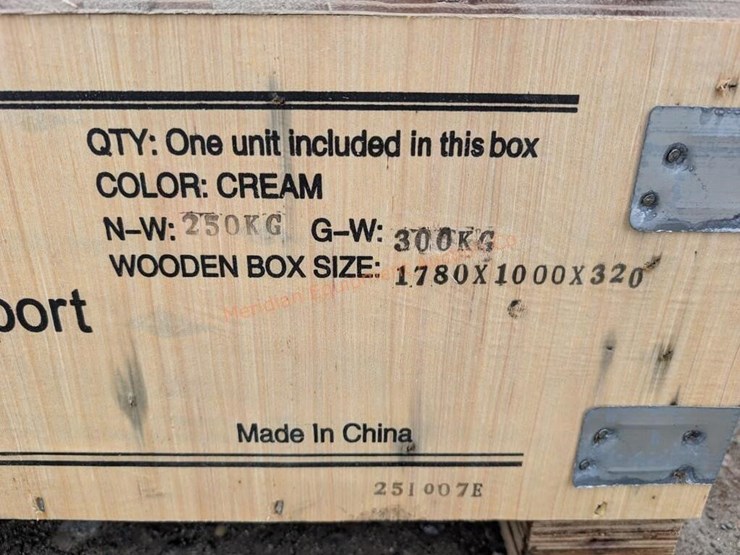 QTY: One unit included in this box
COLOR: CREAM
N-W: 250KG G-W: 300KG
WOODEN BOX SIZE: 1780X1000X320
port
Made In China
251007E